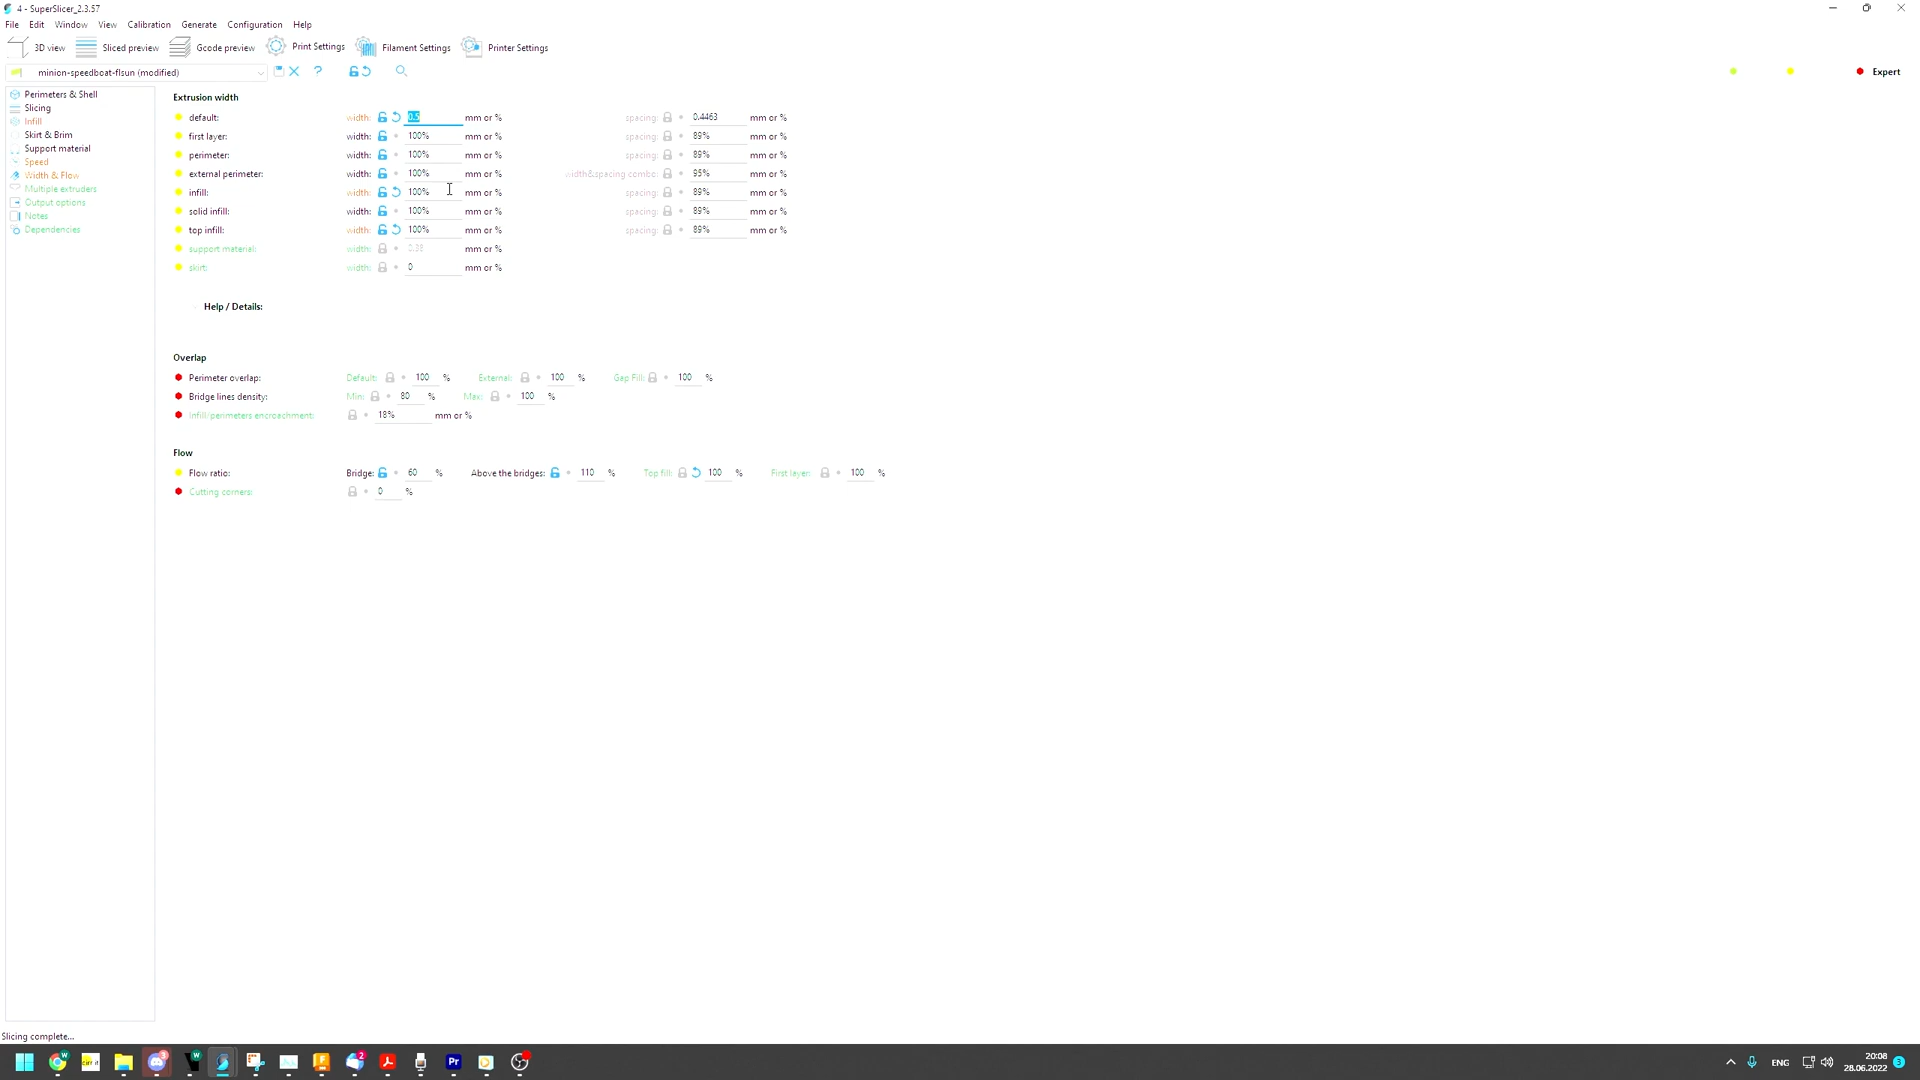 4 - SuperSlicer_2.3.57
File Edit Window View Calibration Generate Configuration Help
3D view Sliced preview Gcode preview Print Settings Filament Settings Printer Settings
minion-speedboat-flsun (modified) ? Expert
Perimeters & Shell
Slicing
Infill
Skirt & Brim
Support material
Speed
Width & Flow
Multiple extruders
Output options
Notes
Dependencies
Extrusion width
default: width: 0.5 mm or % spacing: 0.4463 mm or %
first layer: width: 100% mm or % spacing: 89% mm or %
perimeter: width: 100% mm or % spacing: 89% mm or %
external perimeter: width: 100% mm or % width&spacing combo: 95% mm or %
infill: width: 100% mm or % spacing: 89% mm or %
solid infill: width: 100% mm or % spacing: 89% mm or %
top infill: width: 100% mm or % spacing: 89% mm or %
support material: width: 0.38 mm or %
skirt: width: 0 mm or %
Help / Details:
Overlap
Perimeter overlap: Default: 100 % External: 100 % Gap Fill: 100 %
Bridge lines density: Min: 80 % Max: 100 %
Infill/perimeters encroachment: 18% mm or %
Flow
Flow ratio: Bridge: 60 % Above the bridges: 110 % Top fill: 100 % First layer: 100 %
Cutting corners: 0 %
Slicing complete...
ENG 20:08
28.06.2022 3